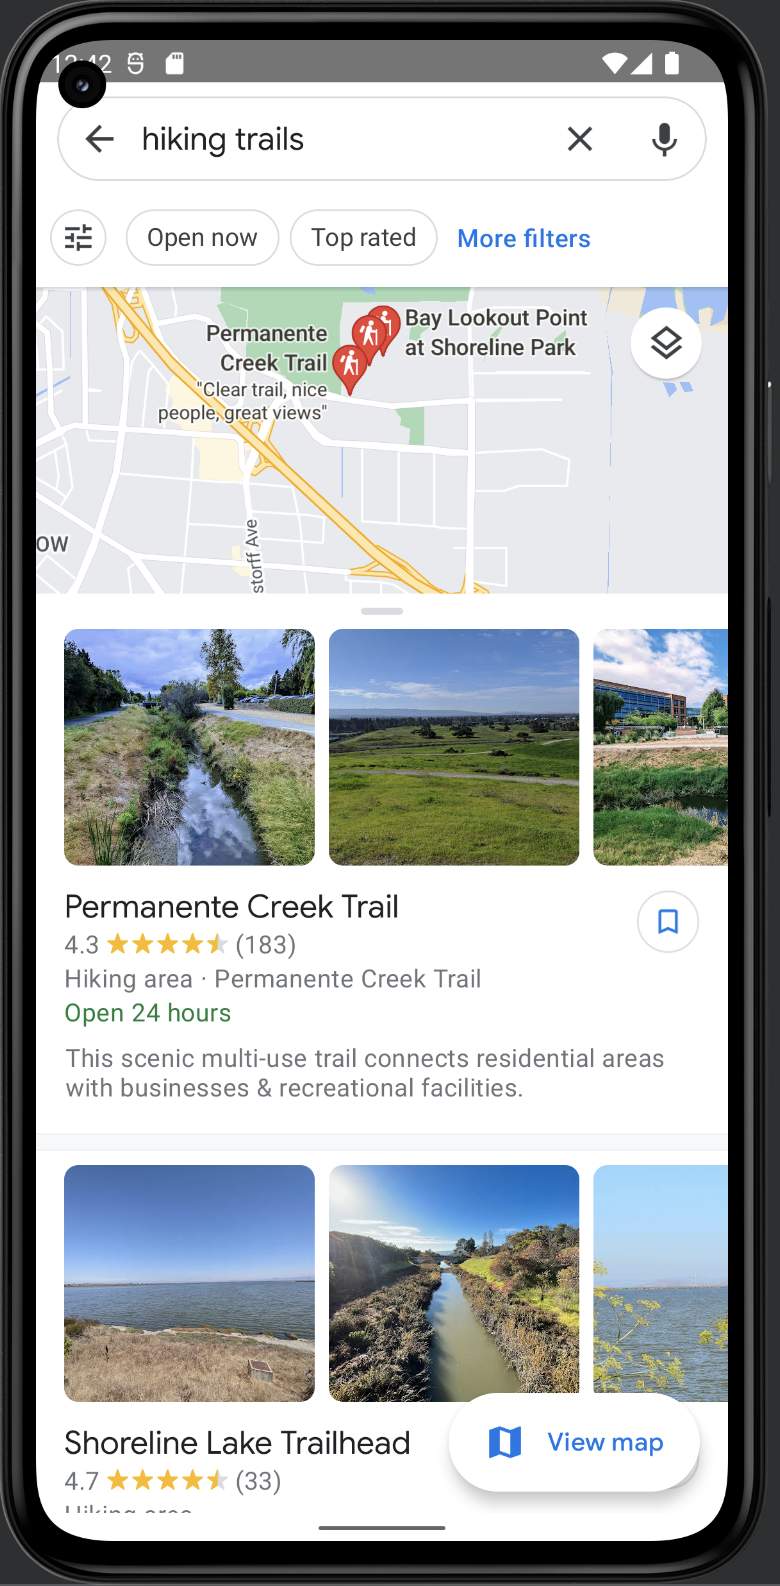 12:42
hiking trails
Open now
Top rated
More filters
Permanente
Creek Trail
"Clear trail, nice
people, great views"
Bay Lookout Point
at Shoreline Park
ow
storff Ave
Permanente Creek Trail
4.3 (183)
Hiking area · Permanente Creek Trail
Open 24 hours
This scenic multi-use trail connects residential areas
with businesses & recreational facilities.
Shoreline Lake Trailhead
4.7 (33)
Hiking area
View map